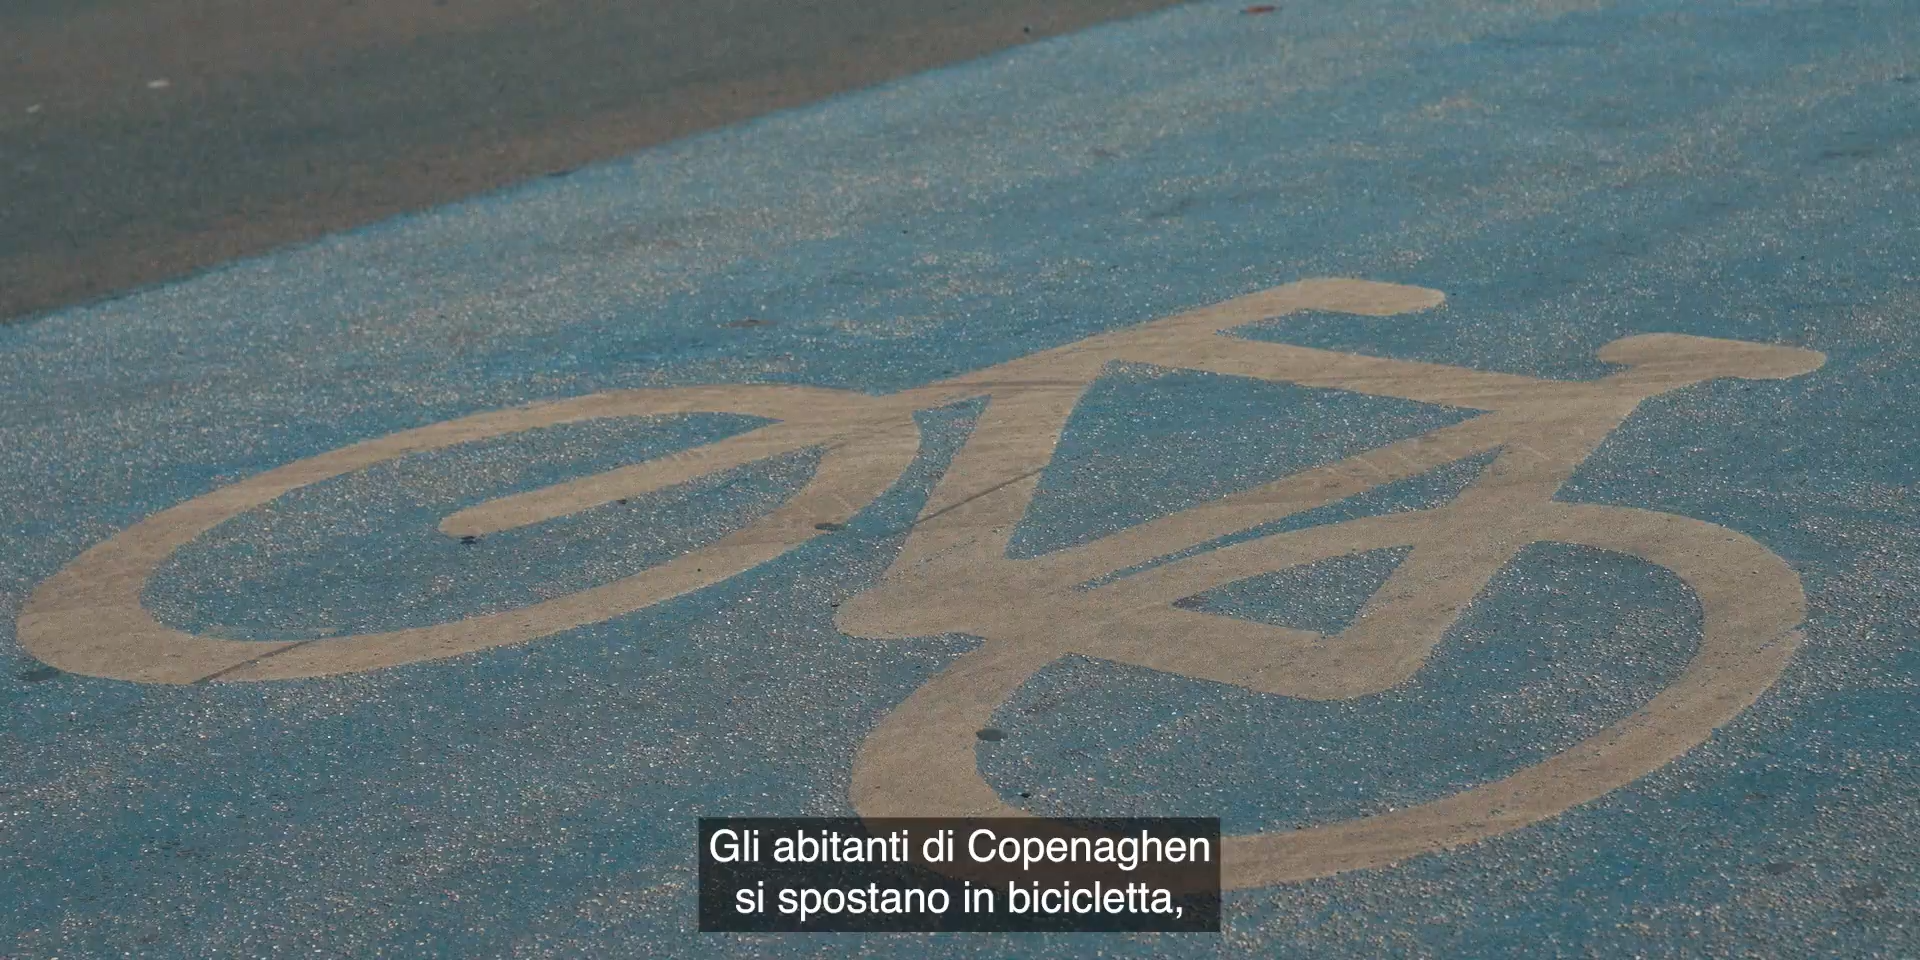 Gli abitanti di Copenaghen
si spostano in bicicletta,